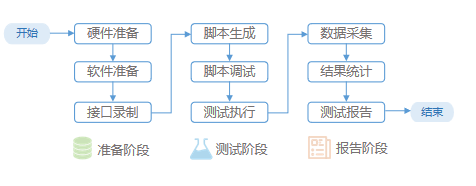 开始
硬件准备
软件准备
接口录制
准备阶段
脚本生成
脚本调试
测试执行
测试阶段
数据采集
结果统计
测试报告
报告阶段
结束